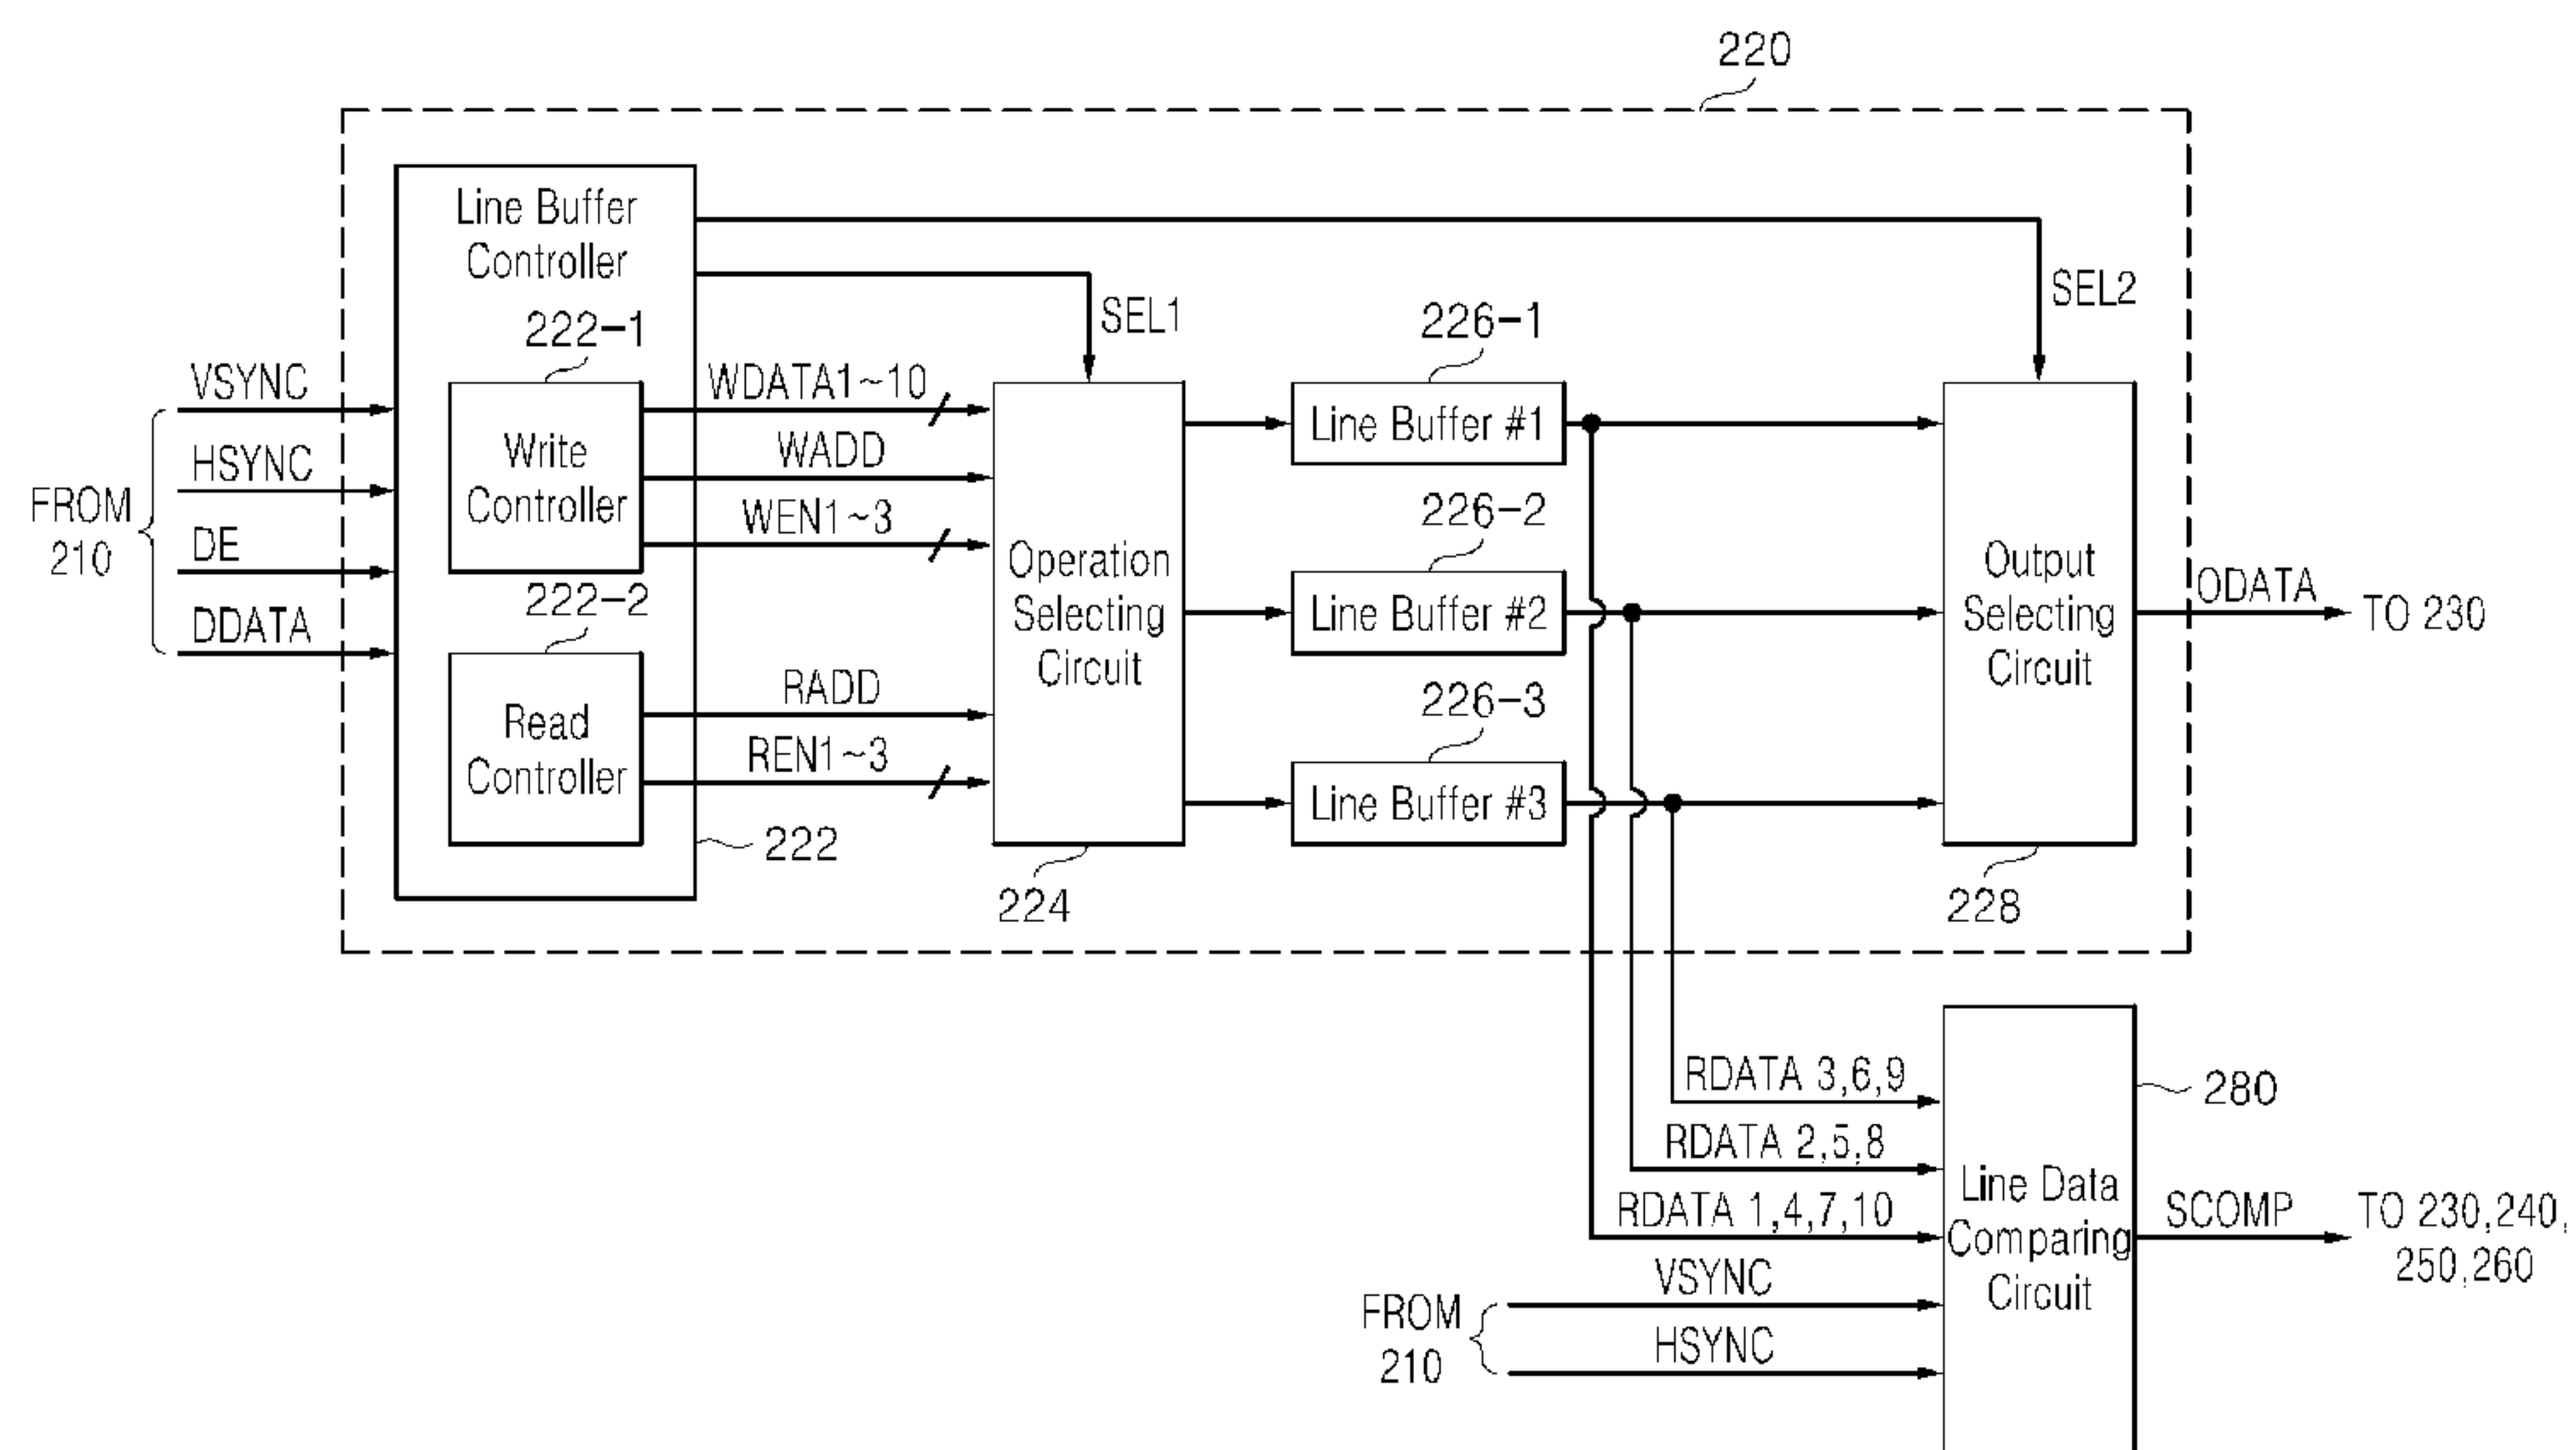 220
Line Buffer
Controller
SEL1
SEL2
222-1
226-1
VSYNC
WDATA1~10
Line Buffer #1
Write
Controller
WADD
HSYNC
FROM
210
WEN1~3
226-2
DE
222-2
Operation
Selecting
Circuit
Line Buffer #2
Output
Selecting
Circuit
ODATA
TO 230
DDATA
RADD
226-3
Read
Controller
REN1~3
Line Buffer #3
222
224
228
RDATA 3,6,9
280
RDATA 2,5,8
Line Data
Comparing
Circuit
RDATA 1,4,7,10
SCOMP
TO 230,240,
250,260
VSYNC
FROM
210
HSYNC